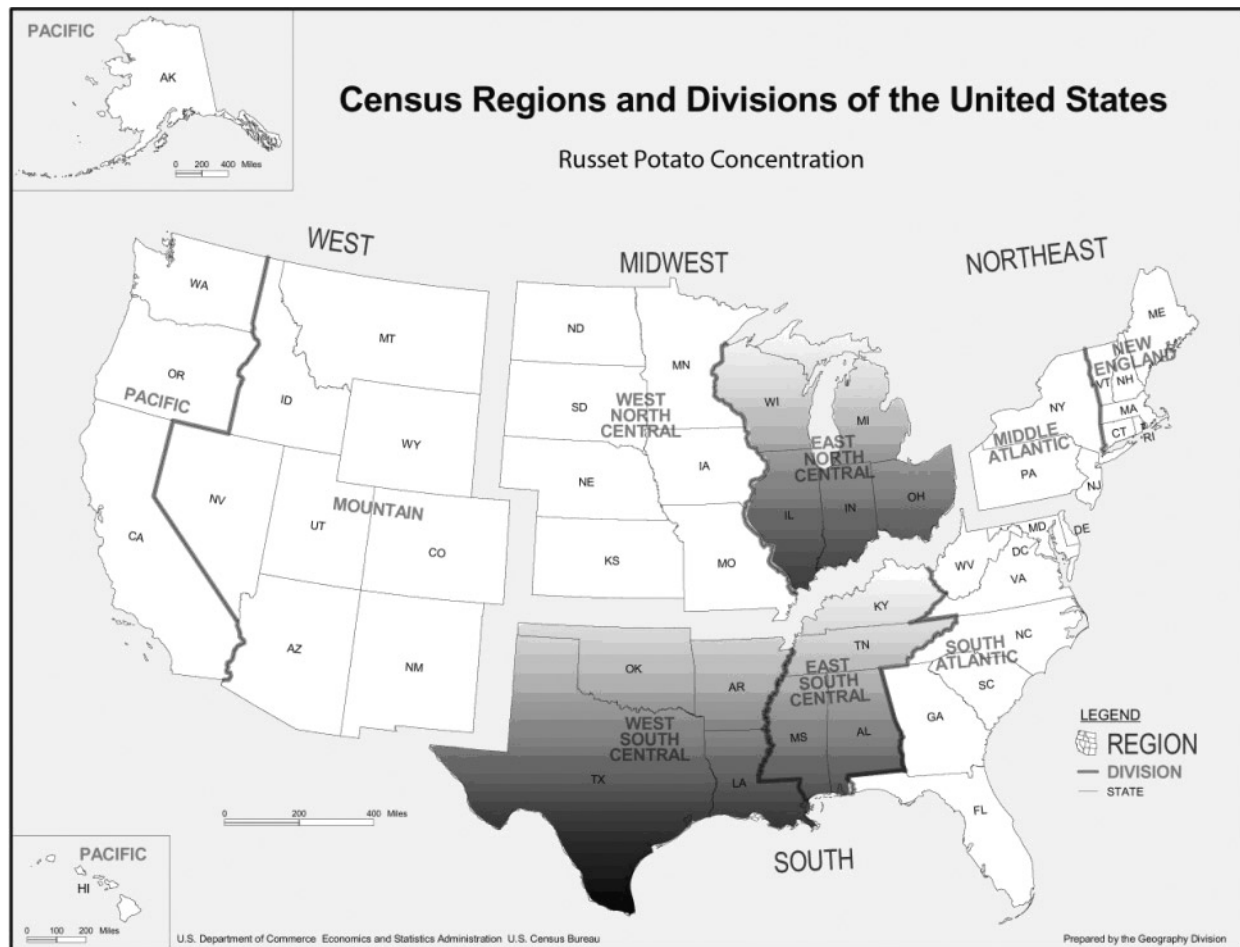 PACIFIC
AK
0 200 400 Miles
Census Regions and Divisions of the United States
Russet Potato Concentration
WEST
MIDWEST
NORTHEAST
WA
MT
ND
MN
ME
OR
ID
SD
WI
MI
NY
VT
NH
NEW
ENGLAND
PACIFIC
WY
WEST
NORTH
CENTRAL
EAST
NORTH
CENTRAL
MIDDLE
ATLANTIC
MA
CT
RI
NV
UT
MOUNTAIN
CO
NE
IA
IL
IN
OH
PA
NJ
CA
KS
MO
WV
MD
DE
DC
VA
KY
AZ
NM
OK
AR
TN
NC
EAST
SOUTH
CENTRAL
SOUTH
ATLANTIC
SC
WEST
SOUTH
CENTRAL
MS
AL
GA
TX
LA
FL
LEGEND
REGION
DIVISION
STATE
0 200 400 Miles
SOUTH
PACIFIC
HI
0 100 200 Miles
U.S. Department of Commerce Economics and Statistics Administration U.S. Census Bureau
Prepared by the Geography Division